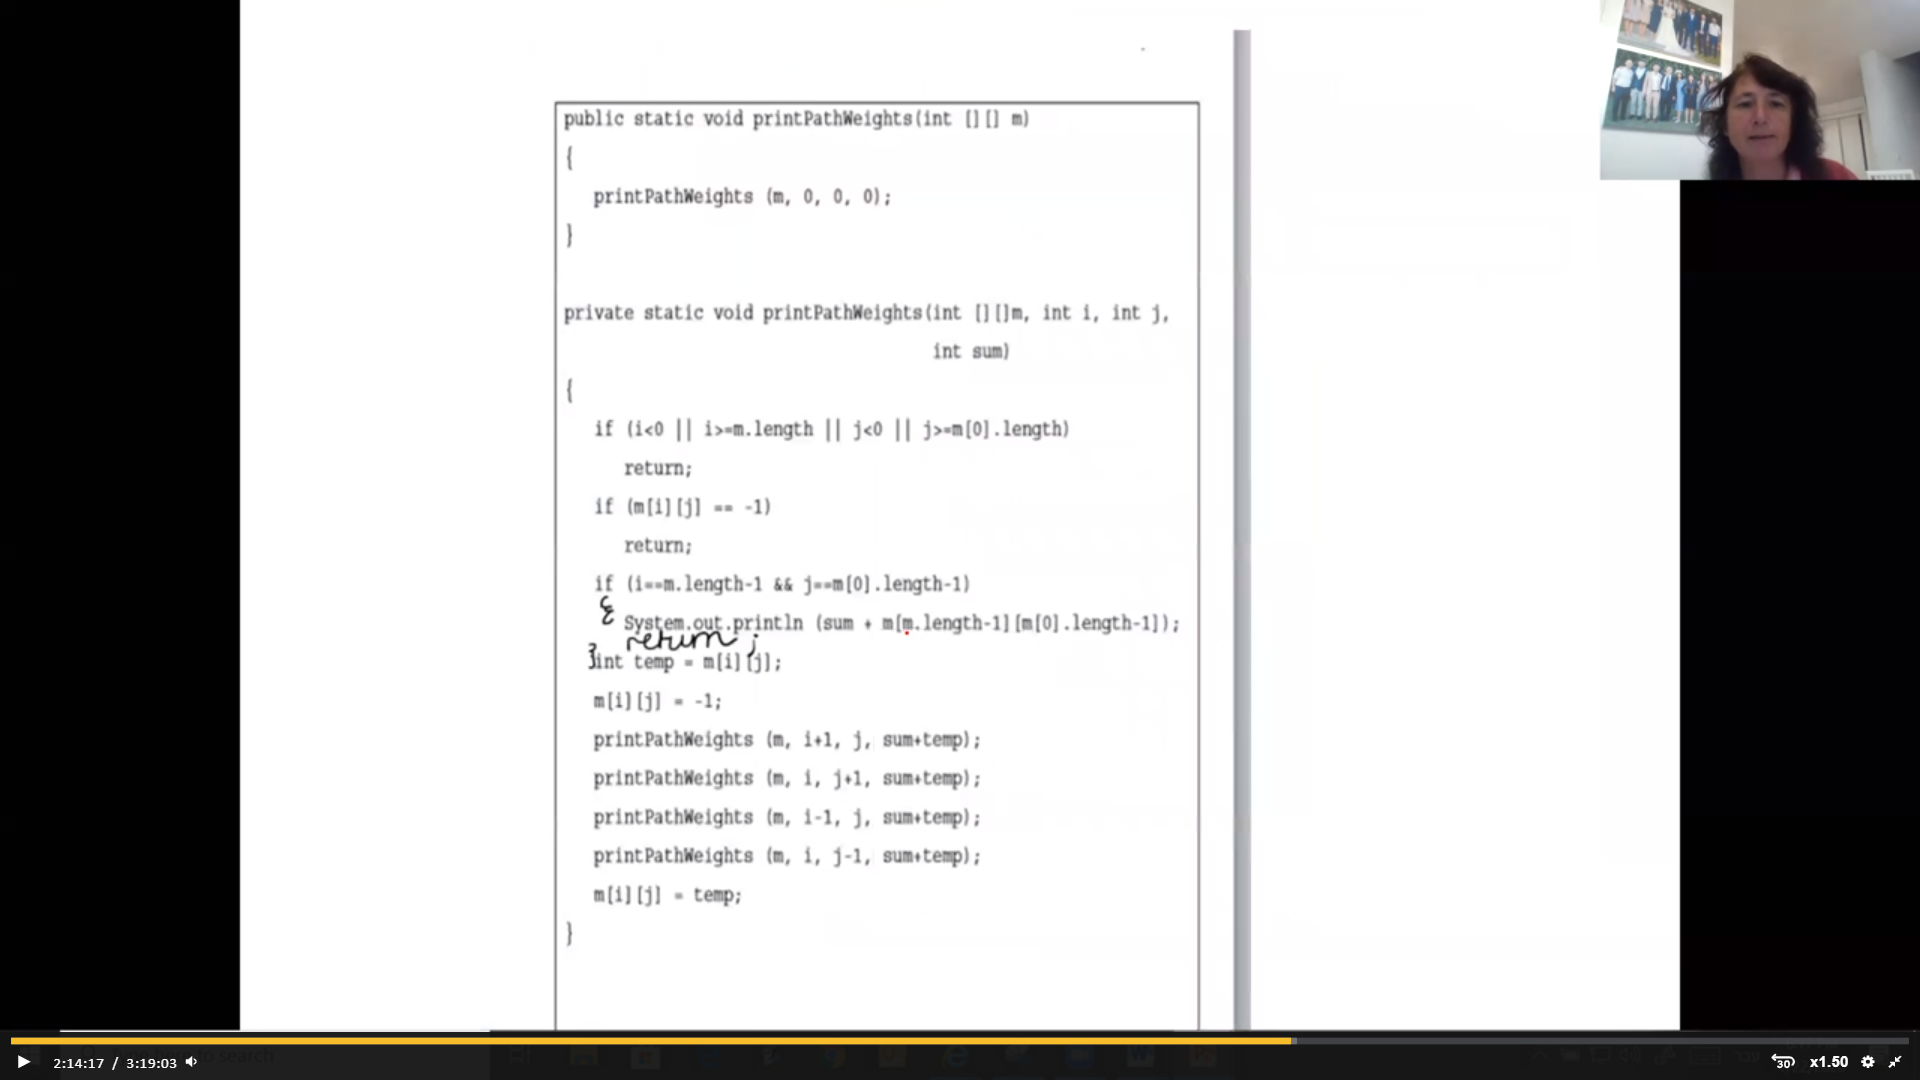 public static void printPathWeights(int [][] m)
{
printPathWeights (m, 0, 0, 0);
}
private static void printPathWeights(int [][]m, int i, int j,
int sum)
{
if (i<0 || i>=m.length || j<0 || j>=m[0].length)
return;
if (m[i][j] == -1)
return;
if (i==m.length-1 && j==m[0].length-1)
{ System.out.println (sum + m[m.length-1][m[0].length-1]);
return;
} int temp = m[i][j];
m[i][j] = -1;
printPathWeights (m, i+1, j, sum+temp);
printPathWeights (m, i, j+1, sum+temp);
printPathWeights (m, i-1, j, sum+temp);
printPathWeights (m, i, j-1, sum+temp);
m[i][j] = temp;
}
to search
2:14:17 / 3:19:03
30
x1.50